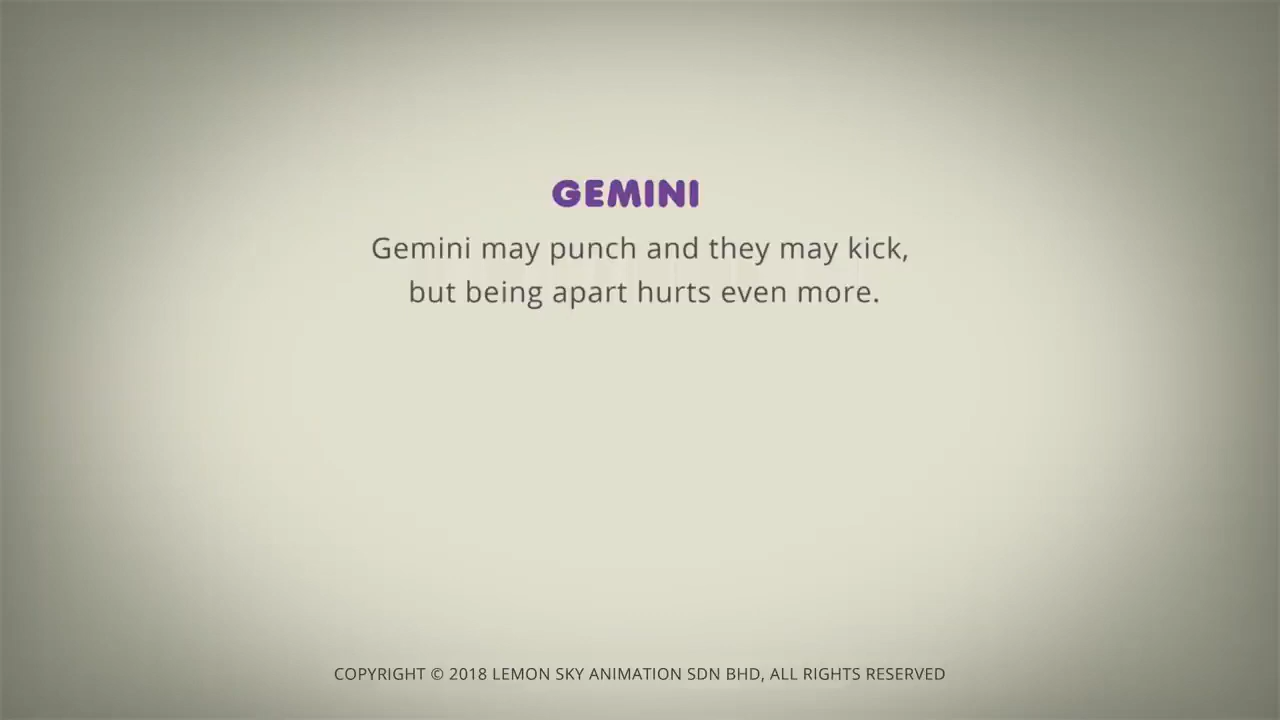 GEMINI
Gemini may punch and they may kick,
but being apart hurts even more.
COPYRIGHT © 2018 LEMON SKY ANIMATION SDN BHD, ALL RIGHTS RESERVED